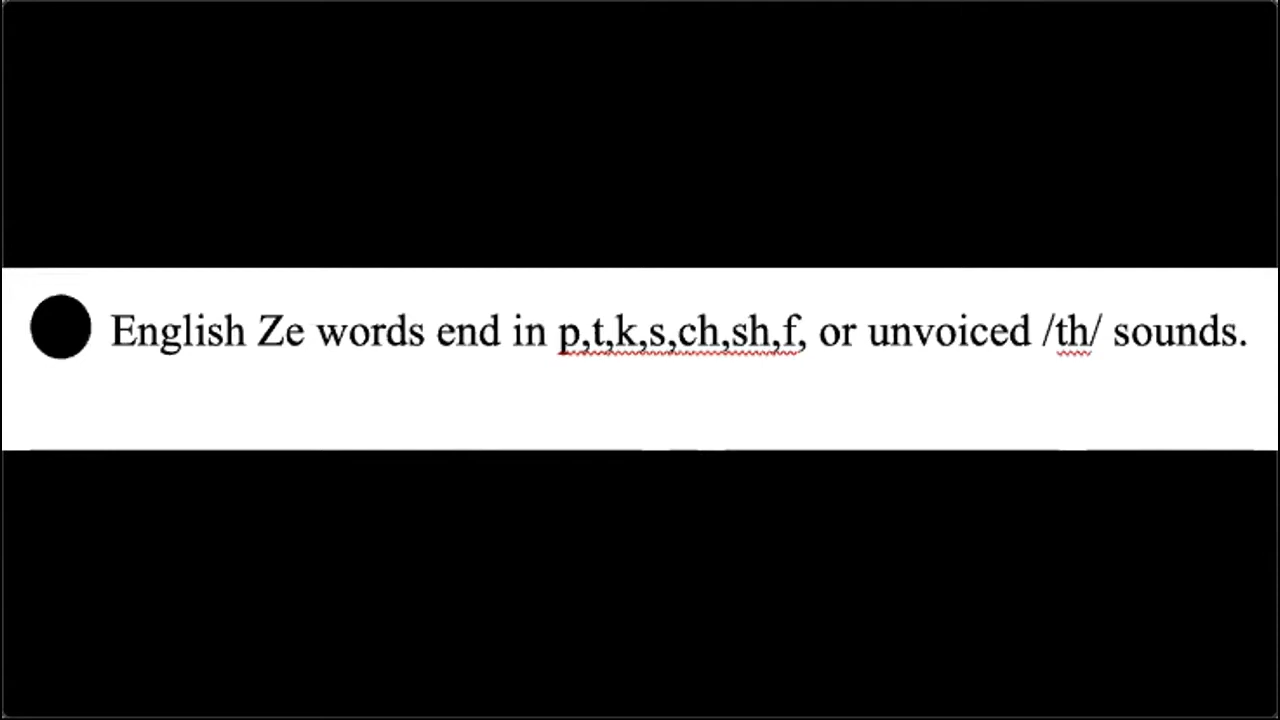 English Ze words end in p,t,k,s,ch,sh,f, or unvoiced /th/ sounds.